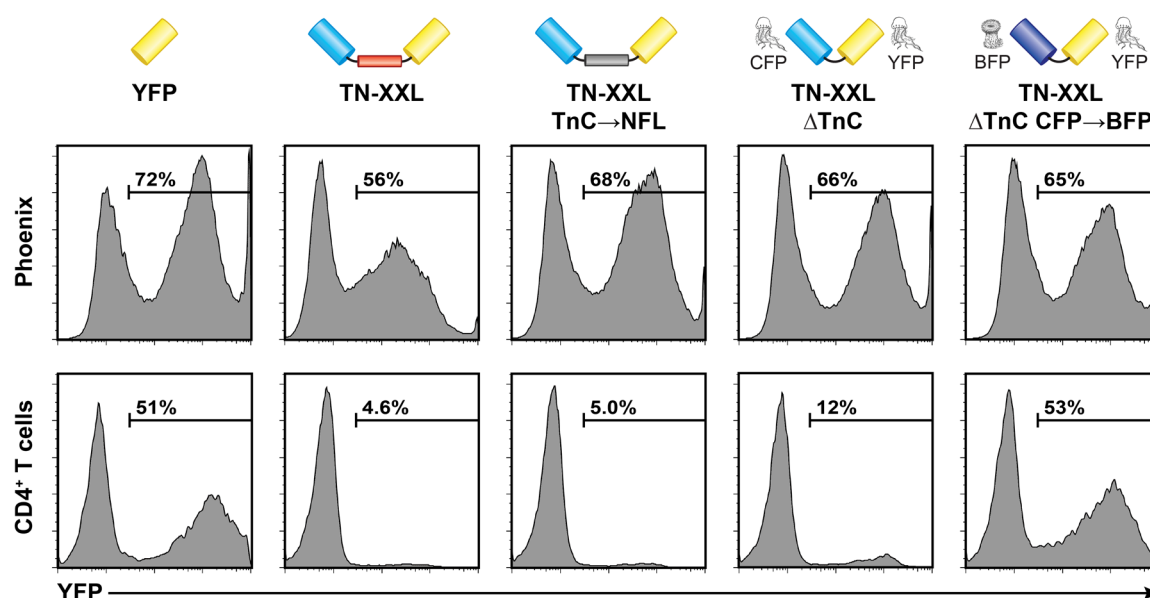 CFP YFP BFP YFP
YFP TN-XXL TN-XXL TN-XXL TN-XXL
TnC→NFL ΔTnC ΔTnC CFP→BFP
Phoenix
72% 56% 68% 66% 65%
CD4⁺ T cells
51% 4.6% 5.0% 12% 53%
YFP